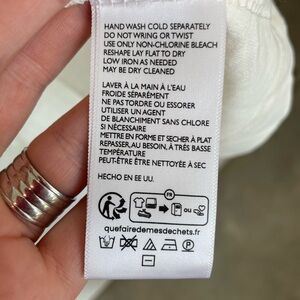 HAND WASH COLD SEPARATELY
DO NOT WRING OR TWIST
USE ONLY NON-CHLORINE BLEACH
RESHAPE LAY FLAT TO DRY
LOW IRON AS NEEDED
MAY BE DRY CLEANED
LAVER À LA MAIN À L'EAU
FROIDE SÉPARÉMENT
NE PAS TORDRE OU ESSORER
UTILISER UN AGENT
DE BLANCHIMENT SANS CHLORE
SI NÉCESSAIRE
METTRE EN FORME ET SÉCHER À PLAT
REPASSER, AU BESOIN, À TRÈS BASSE
TEMPÉRATURE
PEUT-ÊTRE ÊTRE NETTOYÉE À SEC
HECHO EN EE UU.
FR
OU
quefairedemesdechets.fr
P